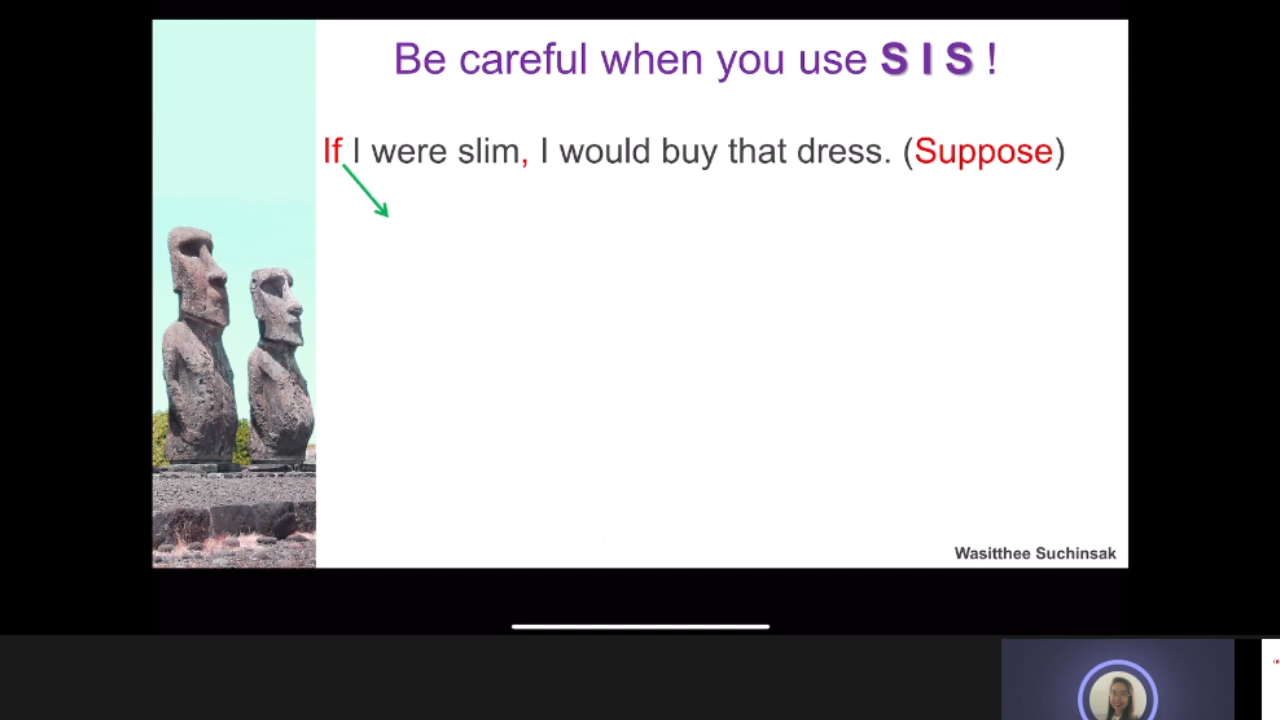 Be careful when you use S I S !
If I were slim, I would buy that dress. (Suppose)
Wasitthee Suchinsak